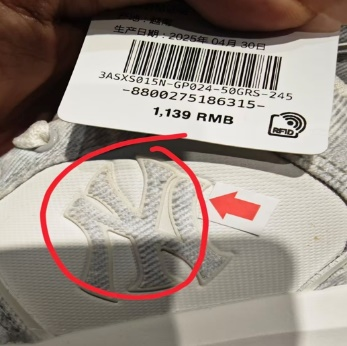 生产日期：2025年 04月 30日
3ASXS015N-GP024-50GRS-245
-8800275186315-
1,139 RMB
RFID
NY